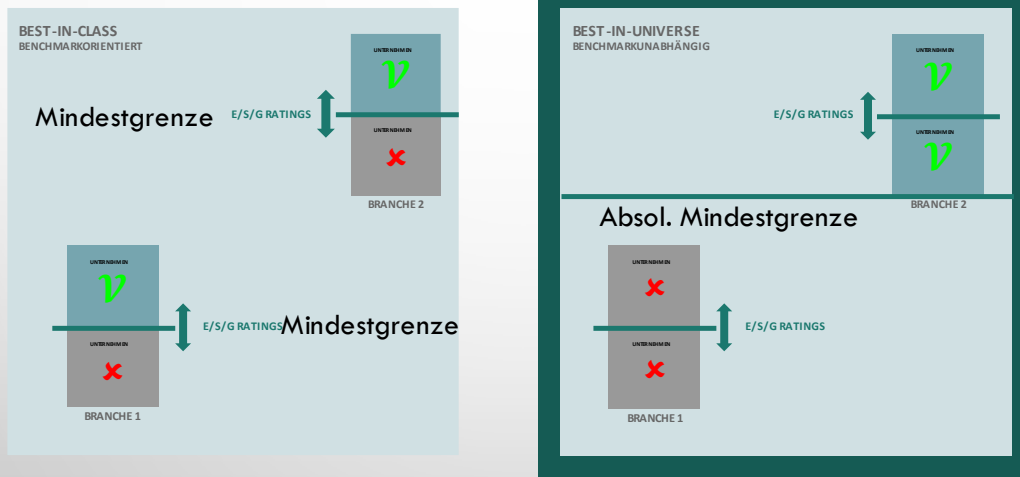 BEST-IN-CLASS
BENCHMARKORIENTIERT
UNTERNEHMEN
Mindestgrenze
E/S/G RATINGS
UNTERNEHMEN
BRANCHE 2
UNTERNEHMEN
E/S/G RATINGS
Mindestgrenze
UNTERNEHMEN
BRANCHE 1
BEST-IN-UNIVERSE
BENCHMARKUNABHÄNGIG
UNTERNEHMEN
E/S/G RATINGS
UNTERNEHMEN
BRANCHE 2
Absol. Mindestgrenze
UNTERNEHMEN
E/S/G RATINGS
UNTERNEHMEN
BRANCHE 1